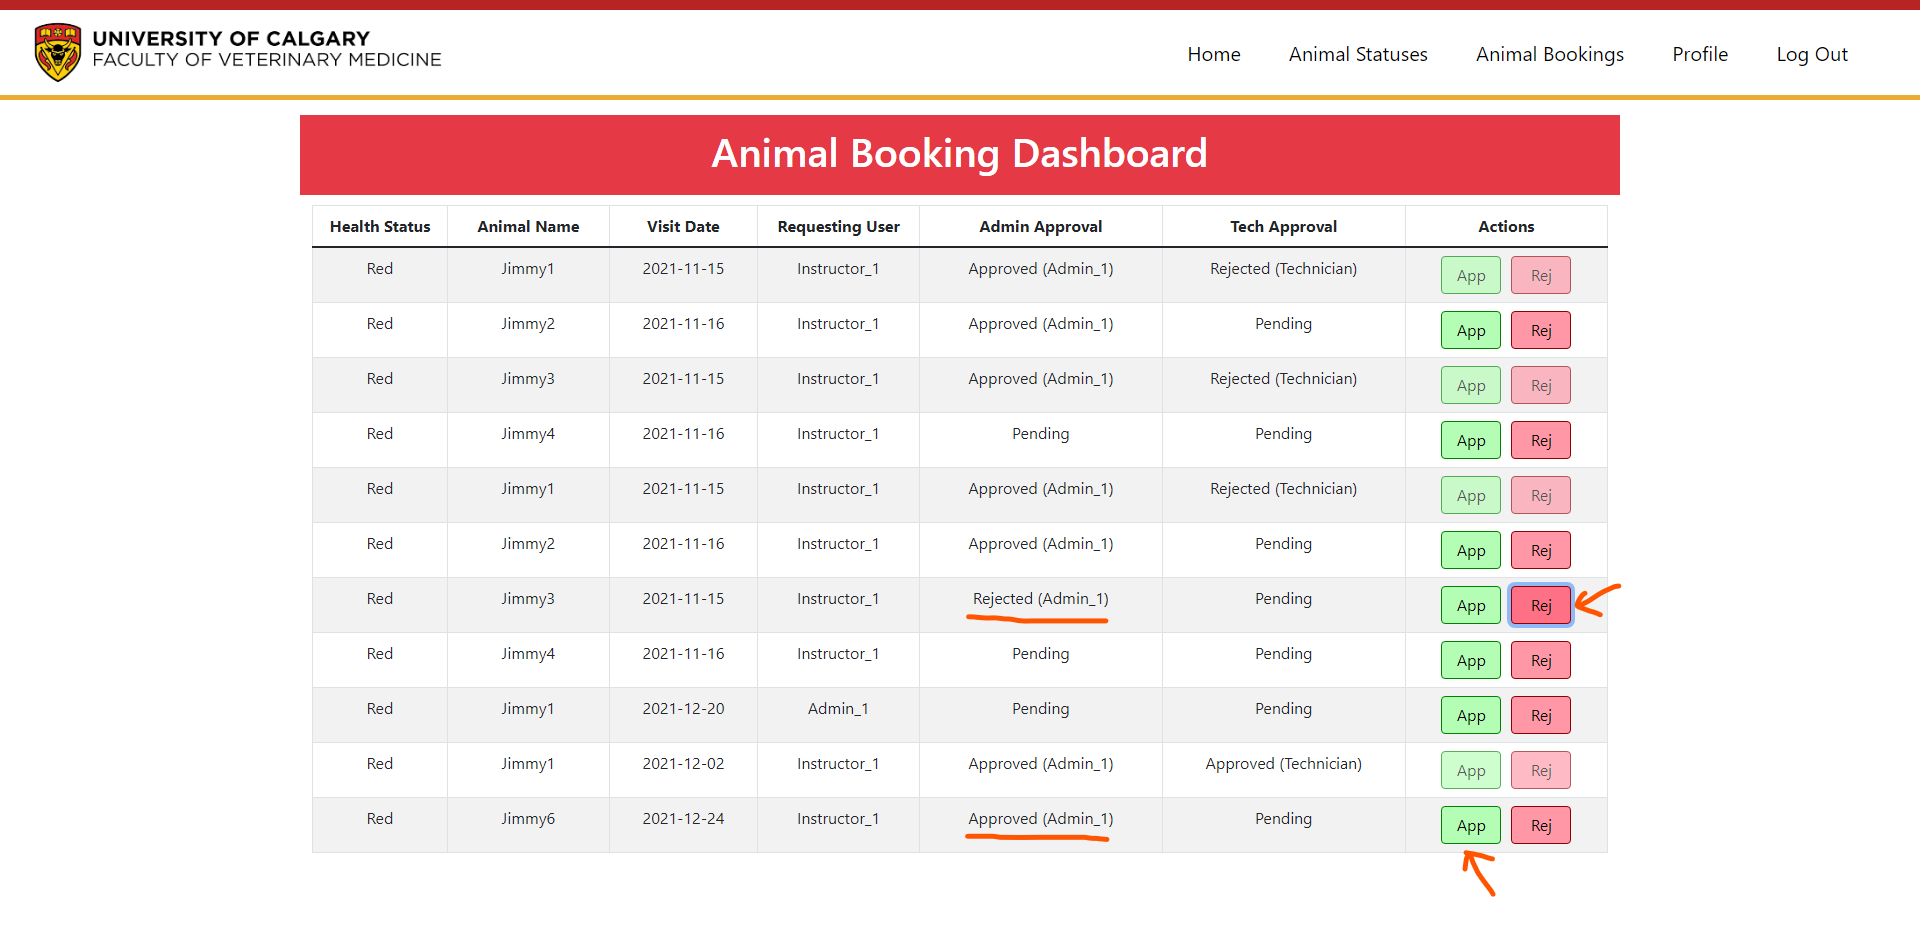 UNIVERSITY OF CALGARY
FACULTY OF VETERINARY MEDICINE
Home Animal Statuses Animal Bookings Profile Log Out
Animal Booking Dashboard
Health Status Animal Name Visit Date Requesting User Admin Approval Tech Approval Actions
Red Jimmy1 2021-11-15 Instructor_1 Approved (Admin_1) Rejected (Technician) App Rej
Red Jimmy2 2021-11-16 Instructor_1 Approved (Admin_1) Pending App Rej
Red Jimmy3 2021-11-15 Instructor_1 Approved (Admin_1) Rejected (Technician) App Rej
Red Jimmy4 2021-11-16 Instructor_1 Pending Pending App Rej
Red Jimmy1 2021-11-15 Instructor_1 Approved (Admin_1) Rejected (Technician) App Rej
Red Jimmy2 2021-11-16 Instructor_1 Approved (Admin_1) Pending App Rej
Red Jimmy3 2021-11-15 Instructor_1 Rejected (Admin_1) Pending App Rej
Red Jimmy4 2021-11-16 Instructor_1 Pending Pending App Rej
Red Jimmy1 2021-12-20 Admin_1 Pending Pending App Rej
Red Jimmy1 2021-12-02 Instructor_1 Approved (Admin_1) Approved (Technician) App Rej
Red Jimmy6 2021-12-24 Instructor_1 Approved (Admin_1) Pending App Rej